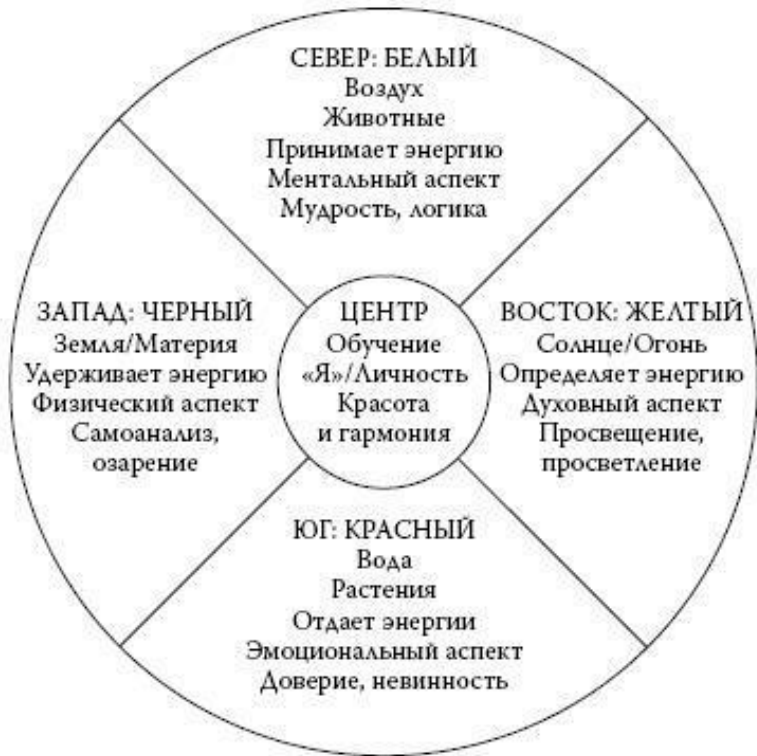 СЕВЕР: БЕЛЫЙ
Воздух
Животные
Принимает энергию
Ментальный аспект
Мудрость, логика
ЗАПАД: ЧЕРНЫЙ
Земля/Материя
Удерживает энергию
Физический аспект
Самоанализ,
озарение
ЦЕНТР
Обучение
«Я»/Личность
Красота
и гармония
ВОСТОК: ЖЕЛТЫЙ
Солнце/Огонь
Определяет энергию
Духовный аспект
Просвещение,
просветление
ЮГ: КРАСНЫЙ
Вода
Растения
Отдает энергии
Эмоциональный аспект
Доверие, невинность